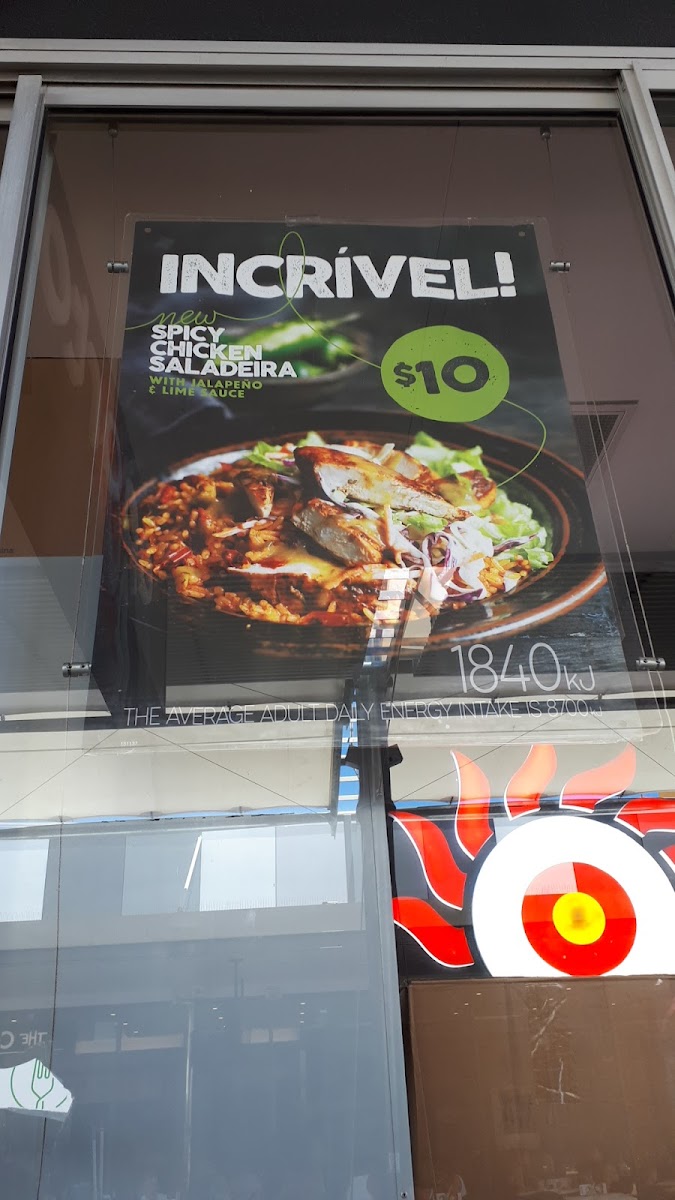 INCRÍVEL!
new
SPICY
CHICKEN
SALADEIRA
WITH JALAPEÑO
& LIME SAUCE
$10
1840KJ
THE AVERAGE ADULT DAILY ENERGY INTAKE IS 8700KJ
THE